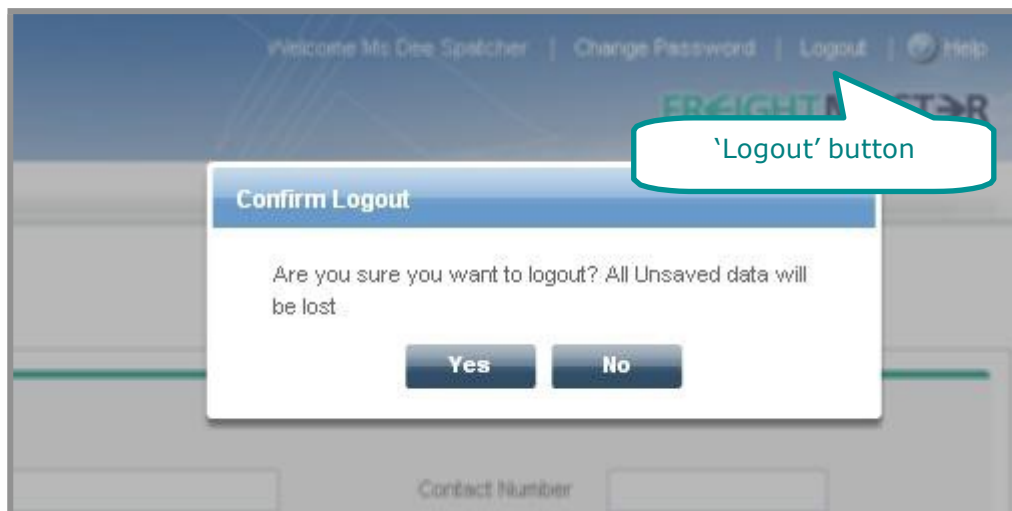 Welcome Ms Dee Spatcher | Change Password | Logout | Help
FREIGHT
'Logout' button
Confirm Logout
Are you sure you want to logout? All Unsaved data will
be lost
Yes No
Contact Number